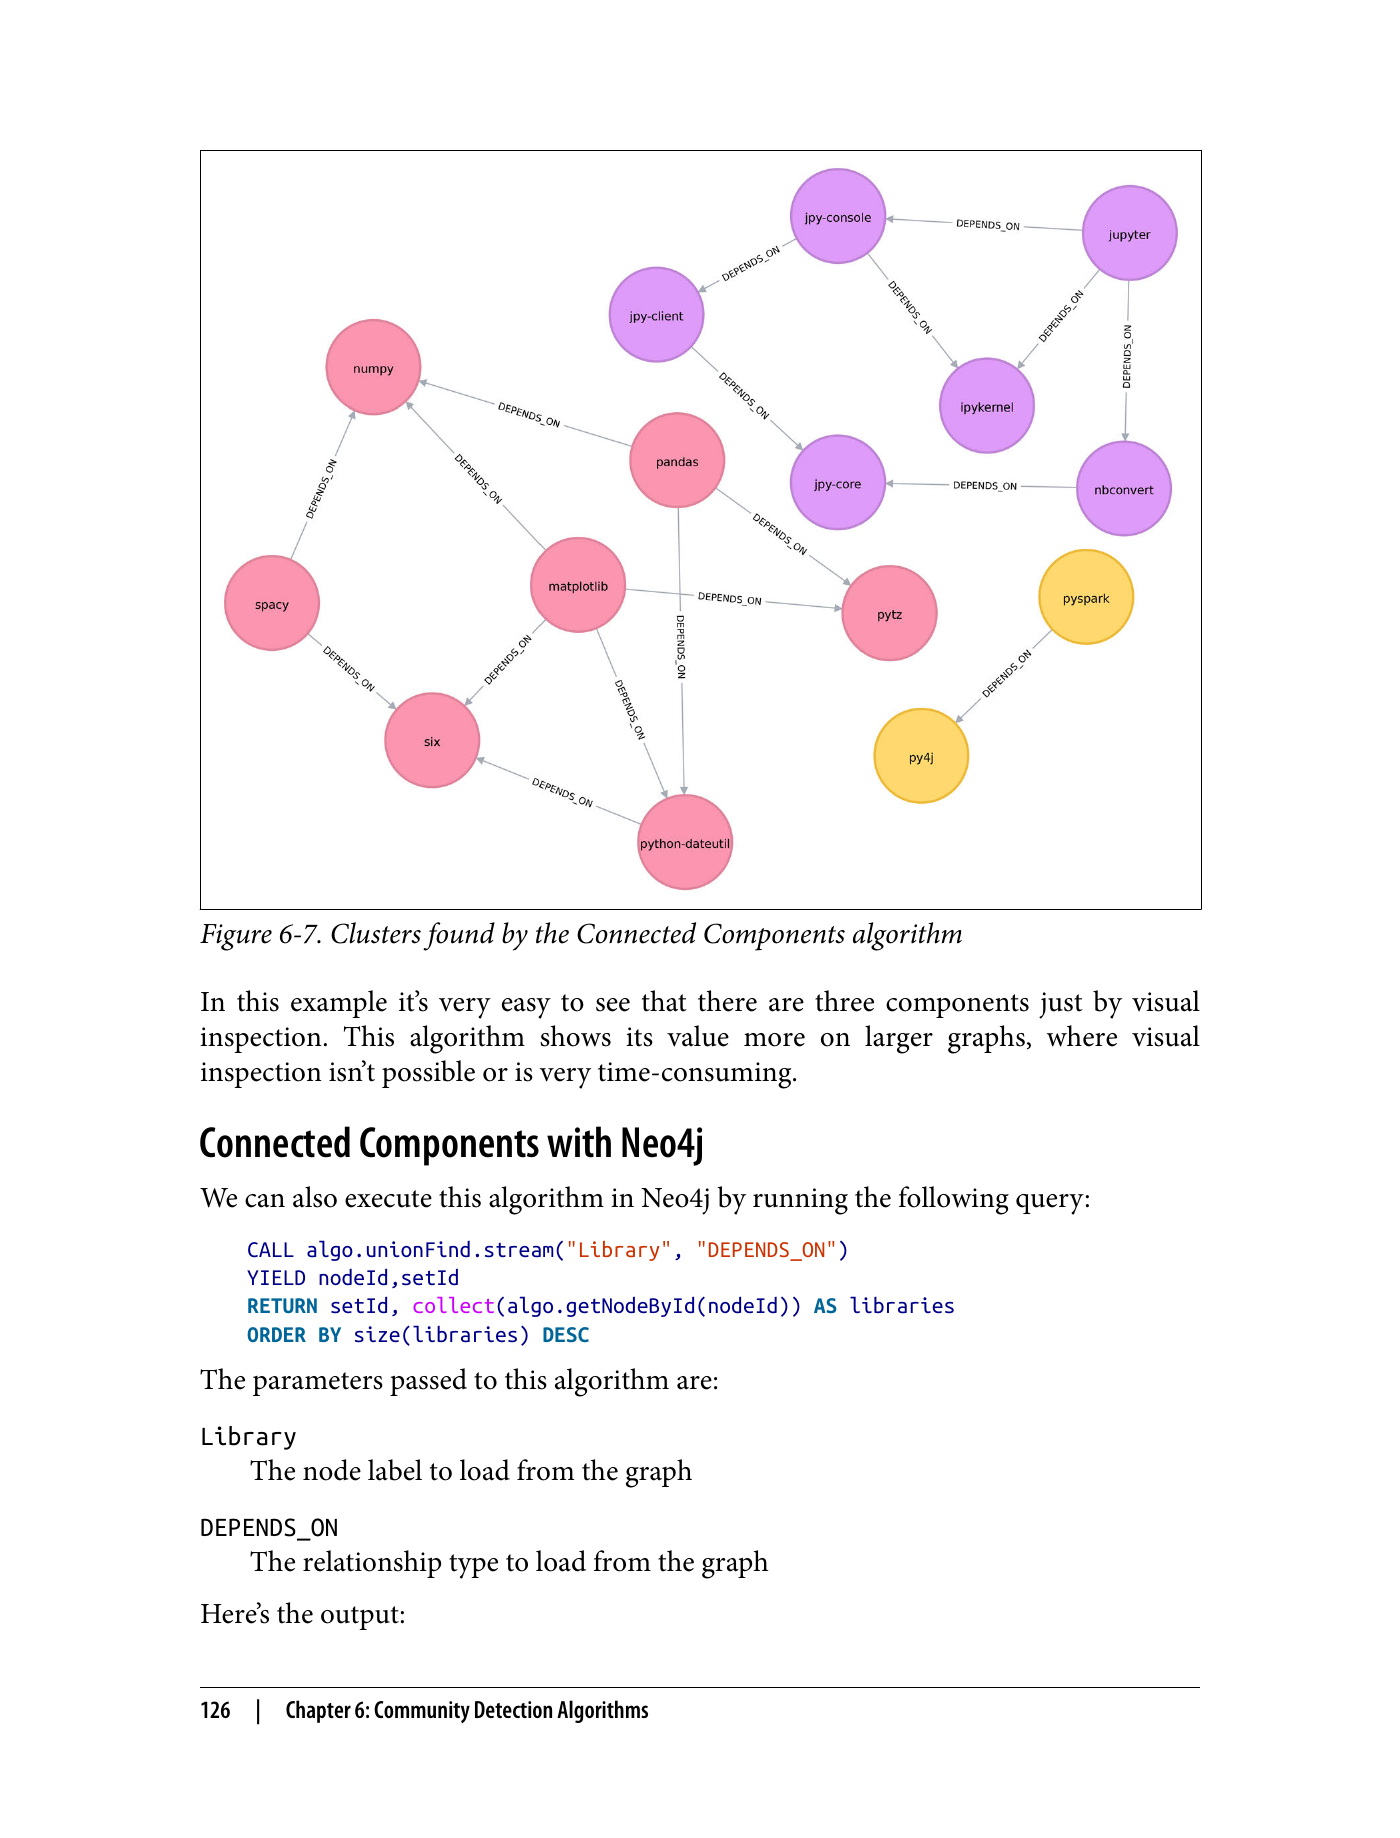 jpy-console
DEPENDS_ON
jupyter
DEPENDS_ON
jpy-client
DEPENDS_ON
DEPENDS_ON
DEPENDS_ON
numpy
DEPENDS_ON
ipykernel
DEPENDS_ON
pandas
DEPENDS_ON
jpy-core
DEPENDS_ON
nbconvert
DEPENDS_ON
DEPENDS_ON
matplotlib
DEPENDS_ON
pytz
pyspark
spacy
DEPENDS_ON
DEPENDS_ON
DEPENDS_ON
DEPENDS_ON
DEPENDS_ON
six
DEPENDS_ON
py4j
DEPENDS_ON
python-dateutil
Figure 6-7. Clusters found by the Connected Components algorithm
In this example it’s very easy to see that there are three components just by visual
inspection. This algorithm shows its value more on larger graphs, where visual
inspection isn’t possible or is very time-consuming.
Connected Components with Neo4j
We can also execute this algorithm in Neo4j by running the following query:
CALL algo.unionFind.stream("Library", "DEPENDS_ON")
YIELD nodeId,setId
RETURN setId, collect(algo.getNodeById(nodeId)) AS libraries
ORDER BY size(libraries) DESC
The parameters passed to this algorithm are:
Library
The node label to load from the graph
DEPENDS_ON
The relationship type to load from the graph
Here’s the output:
126 | Chapter 6: Community Detection Algorithms